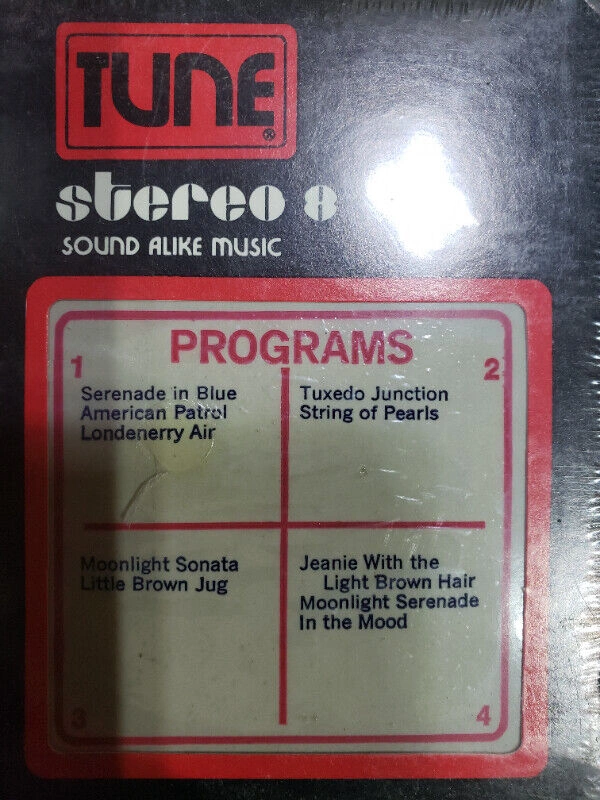 TUNE®
stereo 8
SOUND ALIKE MUSIC
PROGRAMS
1
Serenade in Blue
American Patrol
Londenerry Air
2
Tuxedo Junction
String of Pearls
Moonlight Sonata
Little Brown Jug
3
Jeanie With the
Light Brown Hair
Moonlight Serenade
In the Mood
4